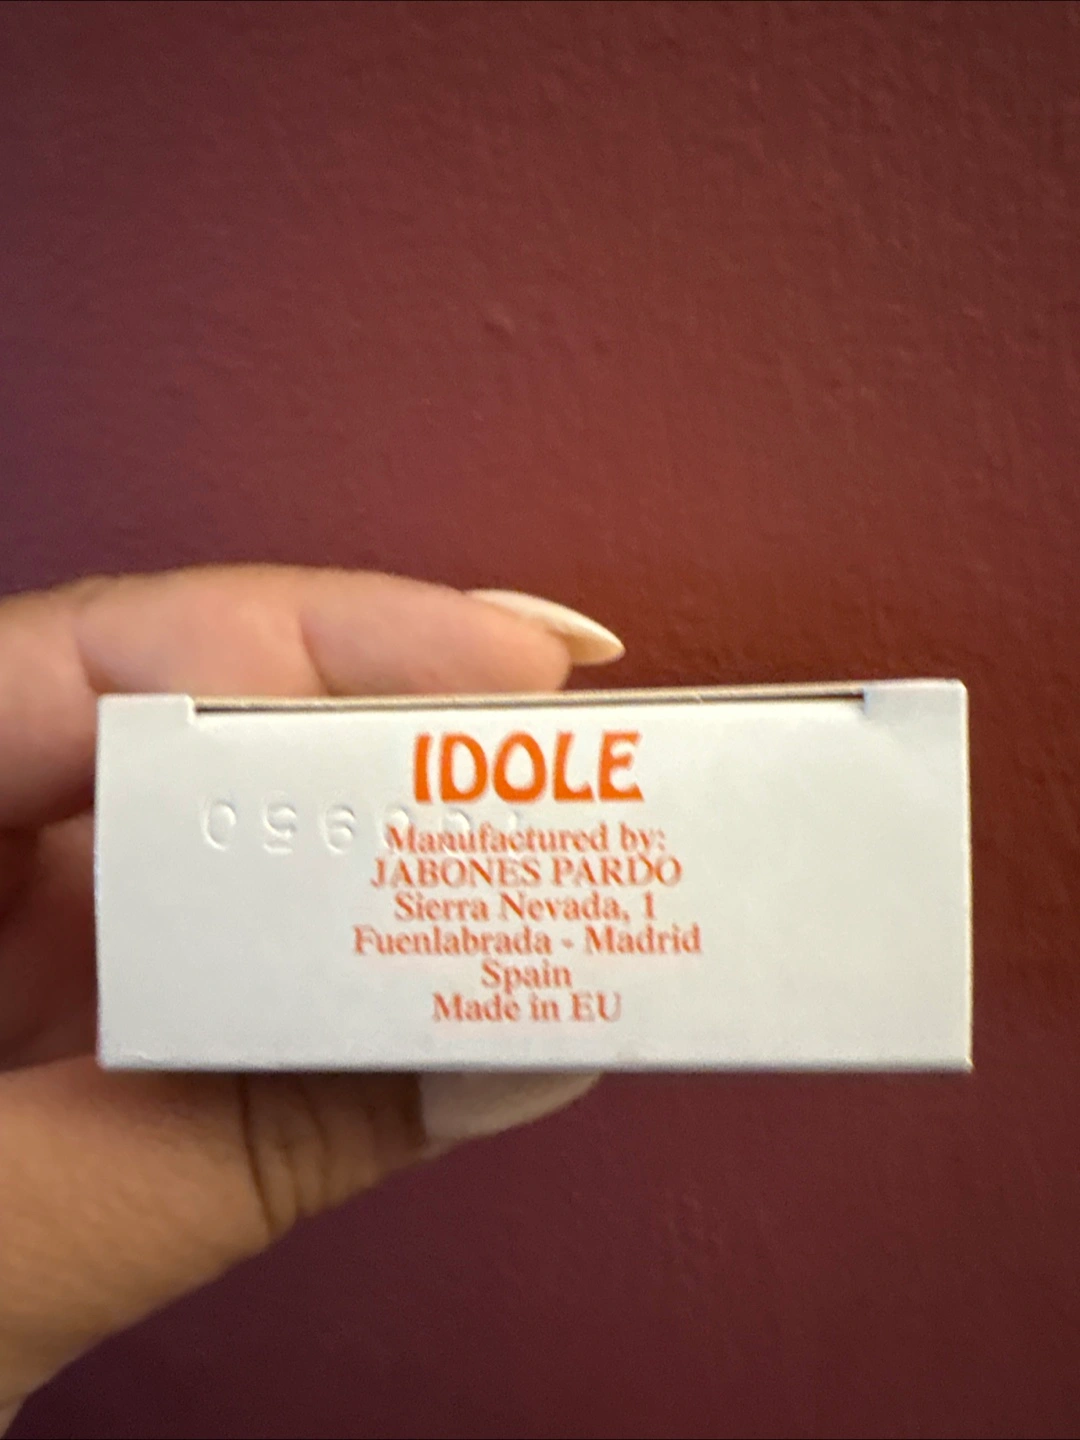 IDOLE
Manufactured by:
JABONES PARDO
Sierra Nevada, 1
Fuenlabrada - Madrid
Spain
Made in EU